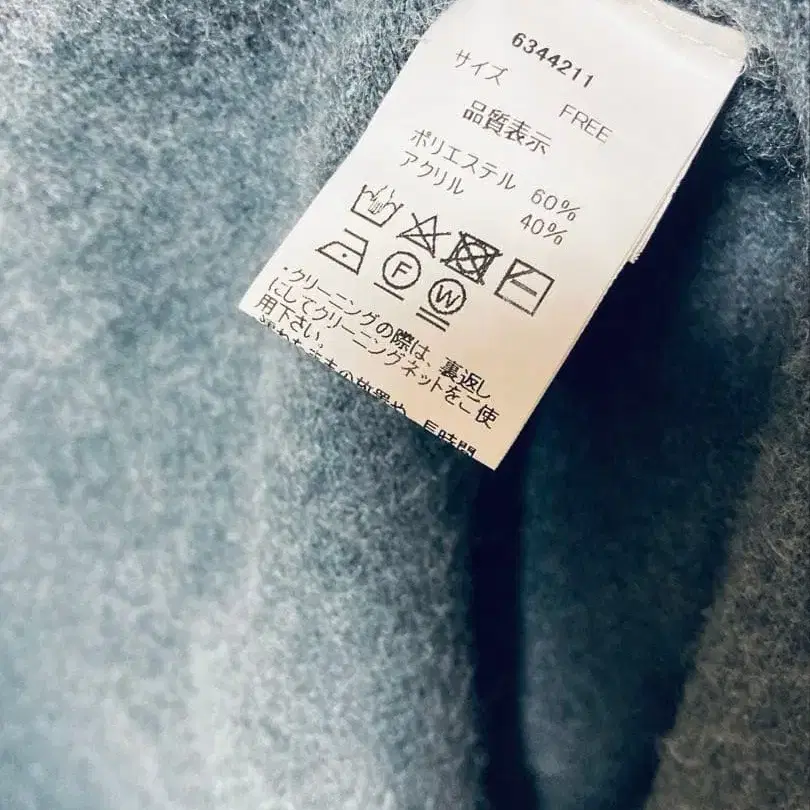 6344211
サイズ FREE
品質表示
ポリエステル 60%
アクリル 40%
F W
・クリーニングの際は、裏返し
にしてクリーニングネットをご使
用下さい。